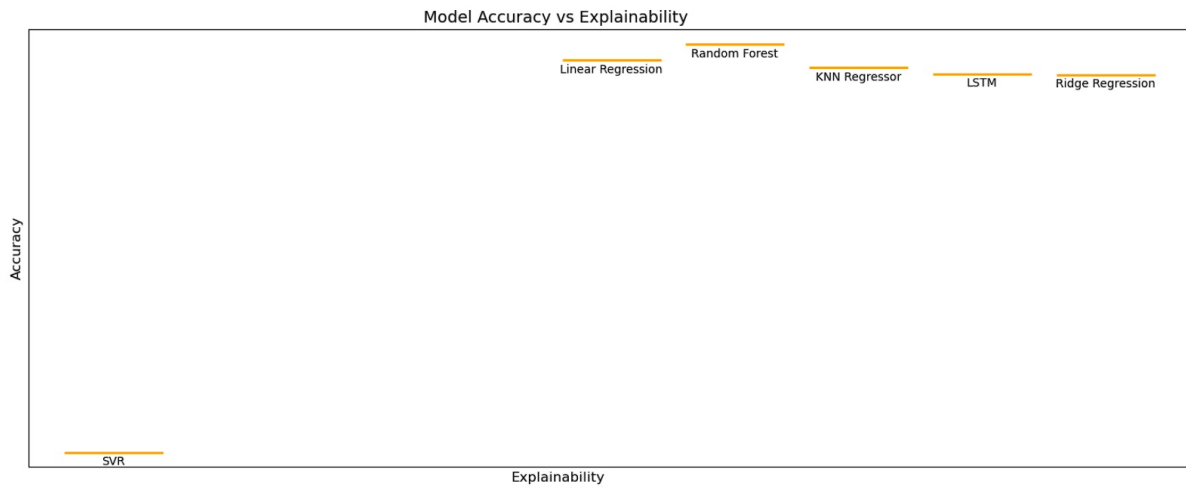 Model Accuracy vs Explainability
Random Forest
Linear Regression
KNN Regressor
LSTM
Ridge Regression
Accuracy
SVR
Explainability